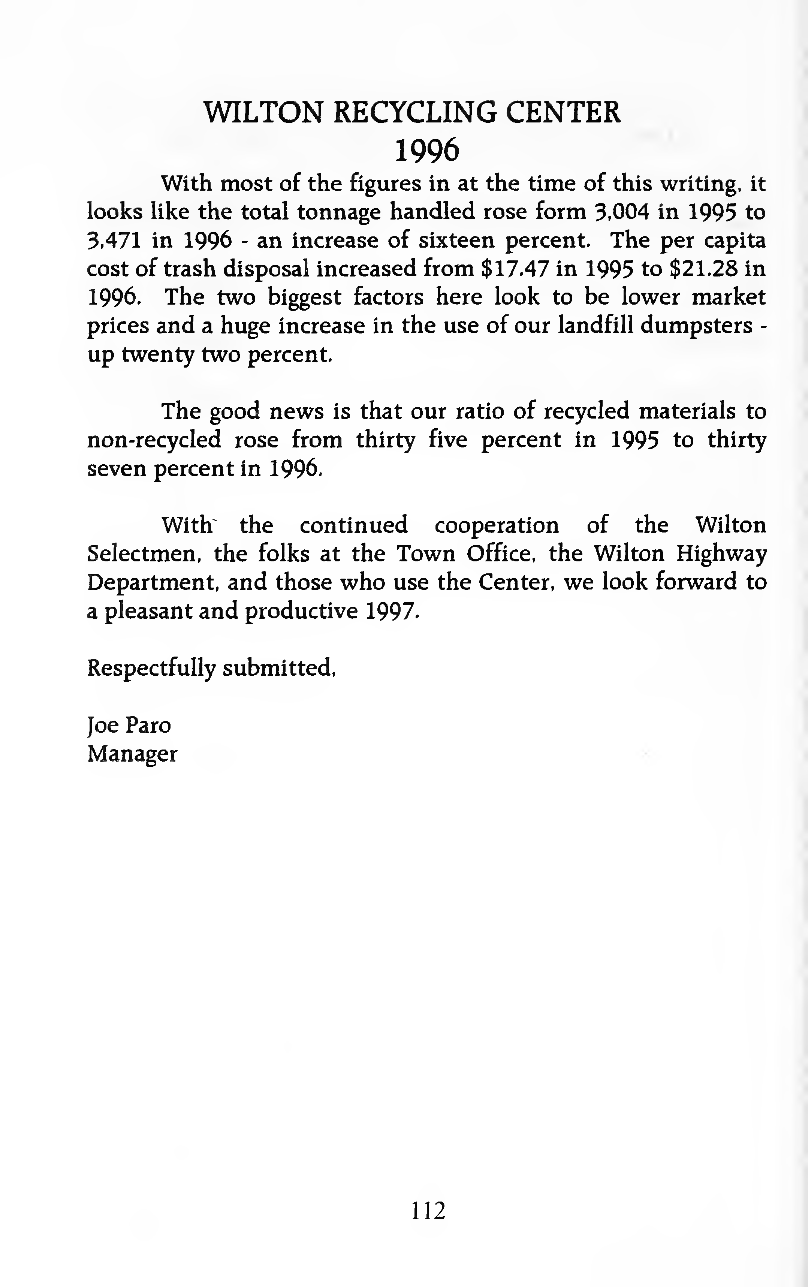 WILTON RECYCLING CENTER
1996
With most of the figures in at the time of this writing, it
looks like the total tonnage handled rose form 3,004 in 1995 to
3,471 in 1996 - an increase of sixteen percent. The per capita
cost of trash disposal increased from $17.47 in 1995 to $21.28 in
1996. The two biggest factors here look to be lower market
prices and a huge increase in the use of our landfill dumpsters -
up twenty two percent.
The good news is that our ratio of recycled materials to
non-recycled rose from thirty five percent in 1995 to thirty
seven percent in 1996.
With the continued cooperation of the Wilton
Selectmen, the folks at the Town Office, the Wilton Highway
Department, and those who use the Center, we look forward to
a pleasant and productive 1997.
Respectfully submitted,
Joe Paro
Manager
112